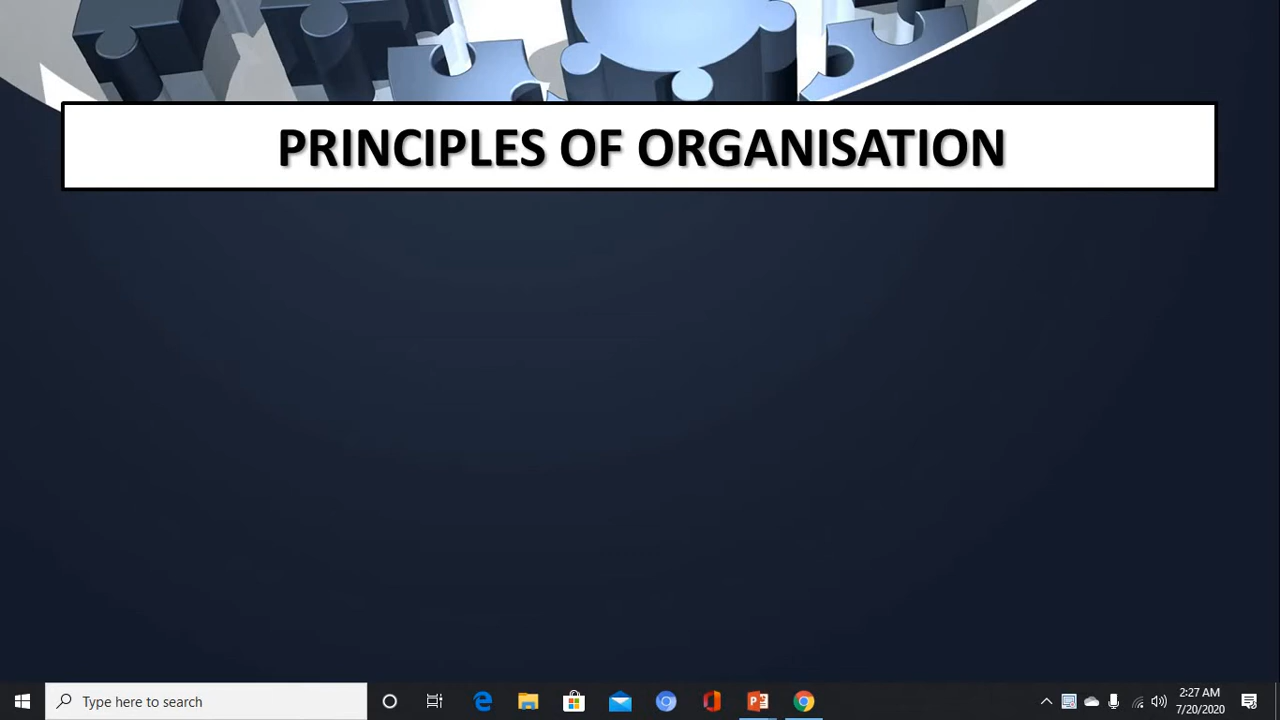 PRINCIPLES OF ORGANISATION
Type here to search
2:27 AM
7/20/2020